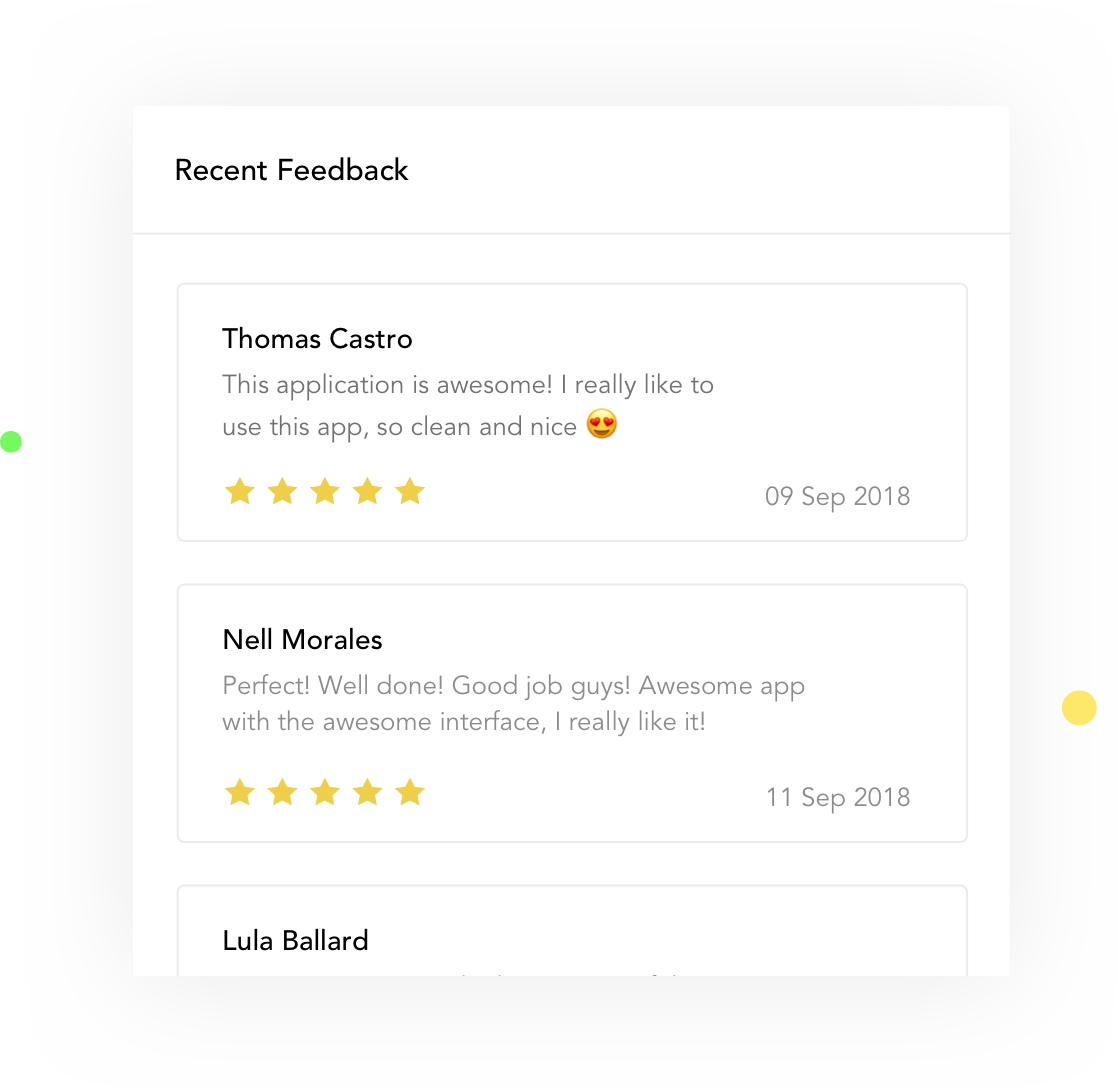 Recent Feedback
Thomas Castro
This application is awesome! I really like to
use this app, so clean and nice 😍
09 Sep 2018
Nell Morales
Perfect! Well done! Good job guys! Awesome app
with the awesome interface, I really like it!
11 Sep 2018
Lula Ballard